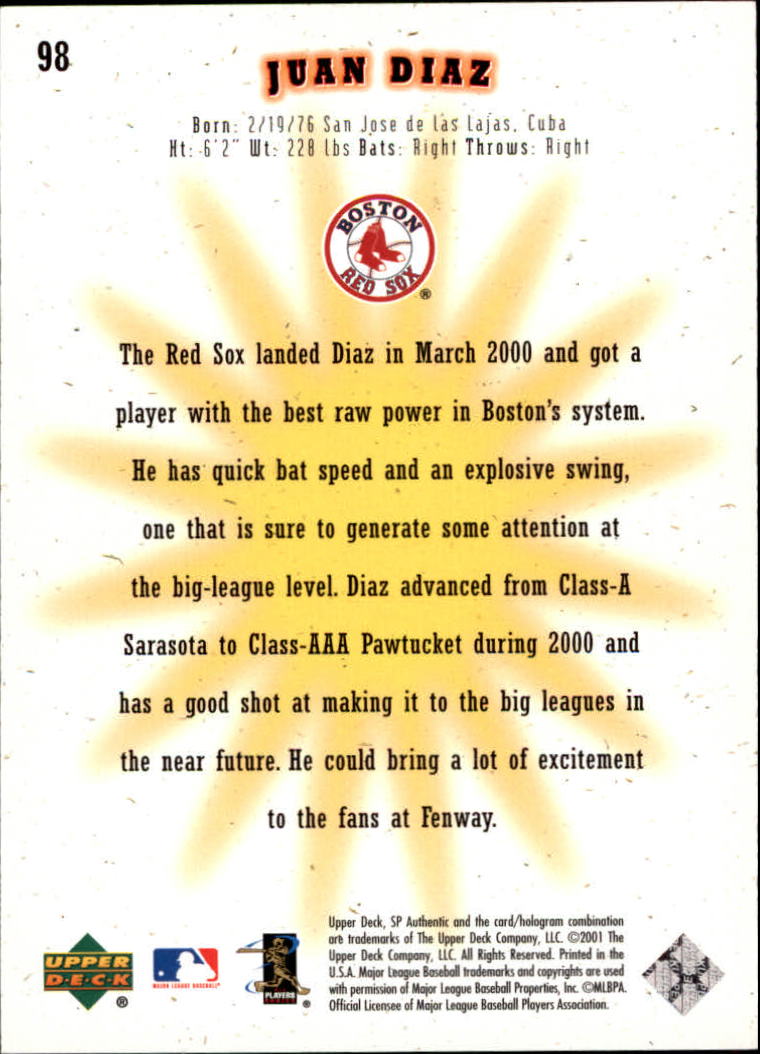 98
JUAN DIAZ
Born: 2/19/76 San Jose de las Lajas, Cuba
Ht: 6'2" Wt: 228 lbs Bats: Right Throws: Right
BOSTON
RED SOX
®
The Red Sox landed Diaz in March 2000 and got a
player with the best raw power in Boston's system.
He has quick bat speed and an explosive swing,
one that is sure to generate some attention at
the big-league level. Diaz advanced from Class-A
Sarasota to Class-AAA Pawtucket during 2000 and
has a good shot at making it to the big leagues in
the near future. He could bring a lot of excitement
to the fans at Fenway.
UPPER
D·E·C·K
®
MAJOR LEAGUE BASEBALL
PLAYERS
®
Upper Deck, SP Authentic and the card/hologram combination
are trademarks of The Upper Deck Company, LLC. ©2001 The
Upper Deck Company, LLC. All Rights Reserved. Printed in the
U.S.A. Major League Baseball trademarks and copyrights are used
with permission of Major League Baseball Properties, Inc. ©MLBPA.
Official Licensee of Major League Baseball Players Association.